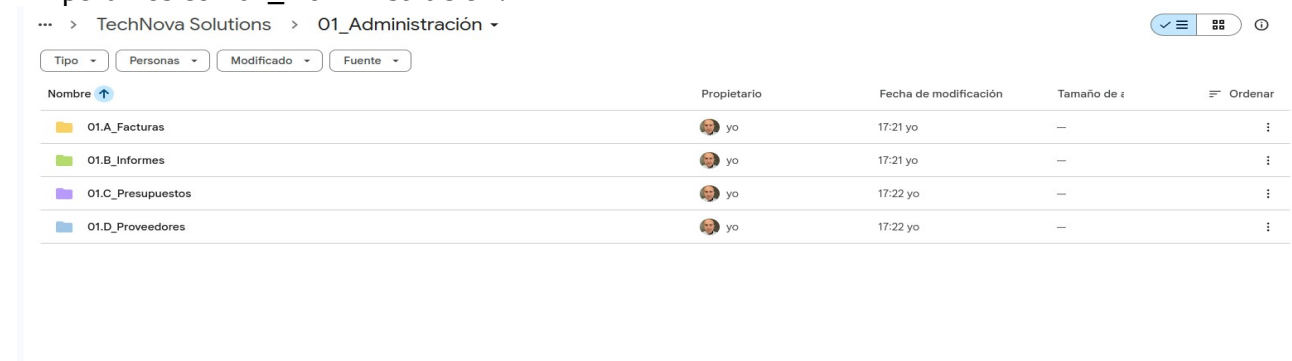 ... > TechNova Solutions > 01_Administración
Tipo Personas Modificado Fuente
Nombre Propietario Fecha de modificación Tamaño de a Ordenar
01.A_Facturas yo 17:21 yo —
01.B_Informes yo 17:21 yo —
01.C_Presupuestos yo 17:22 yo —
01.D_Proveedores yo 17:22 yo —